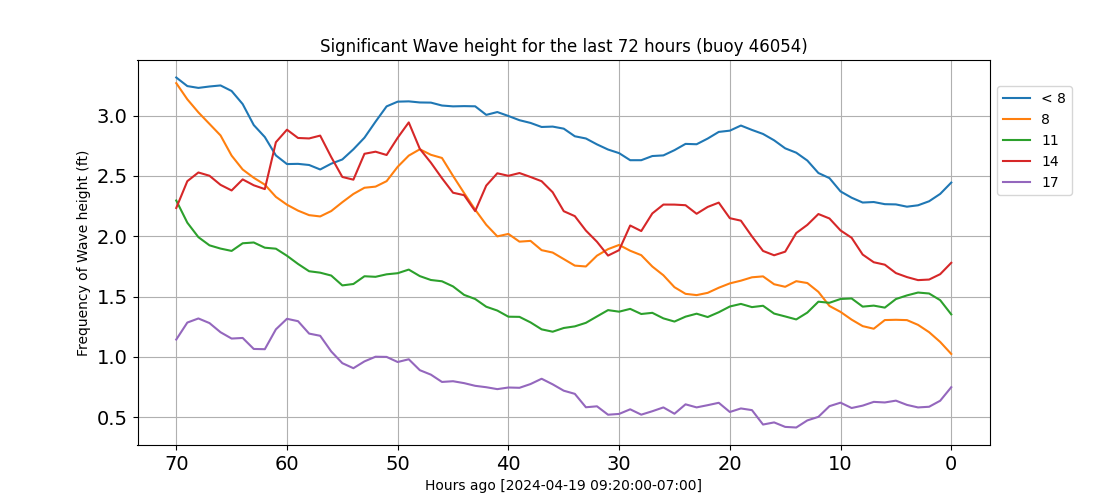 Significant Wave height for the last 72 hours (buoy 46054)
Frequency of Wave height (ft)
3.0
2.5
2.0
1.5
1.0
0.5
70 60 50 40 30 20 10 0
Hours ago [2024-04-19 09:20:00-07:00]
< 8
8
11
14
17